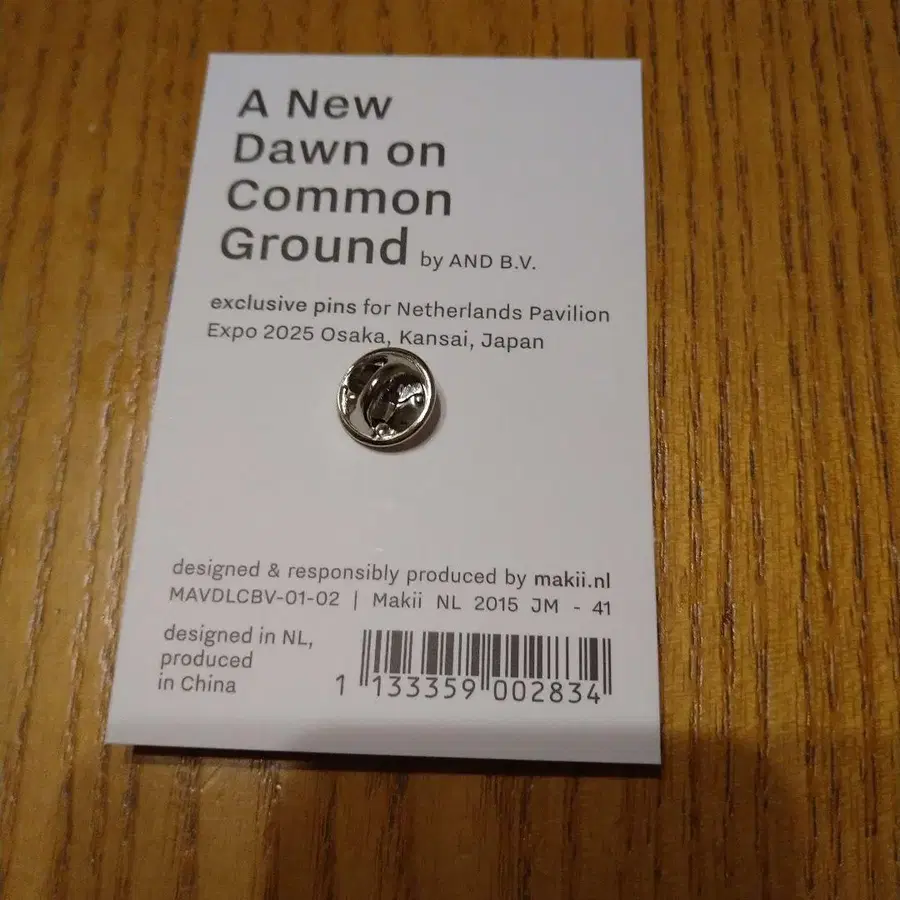 A New
Dawn on
Common
Ground by AND B.V.
exclusive pins for Netherlands Pavilion
Expo 2025 Osaka, Kansai, Japan
designed & responsibly produced by makii.nl
MAVDLCBV-01-02 | Makii NL 2015 JM - 41
designed in NL,
produced
in China
1 133359 002834